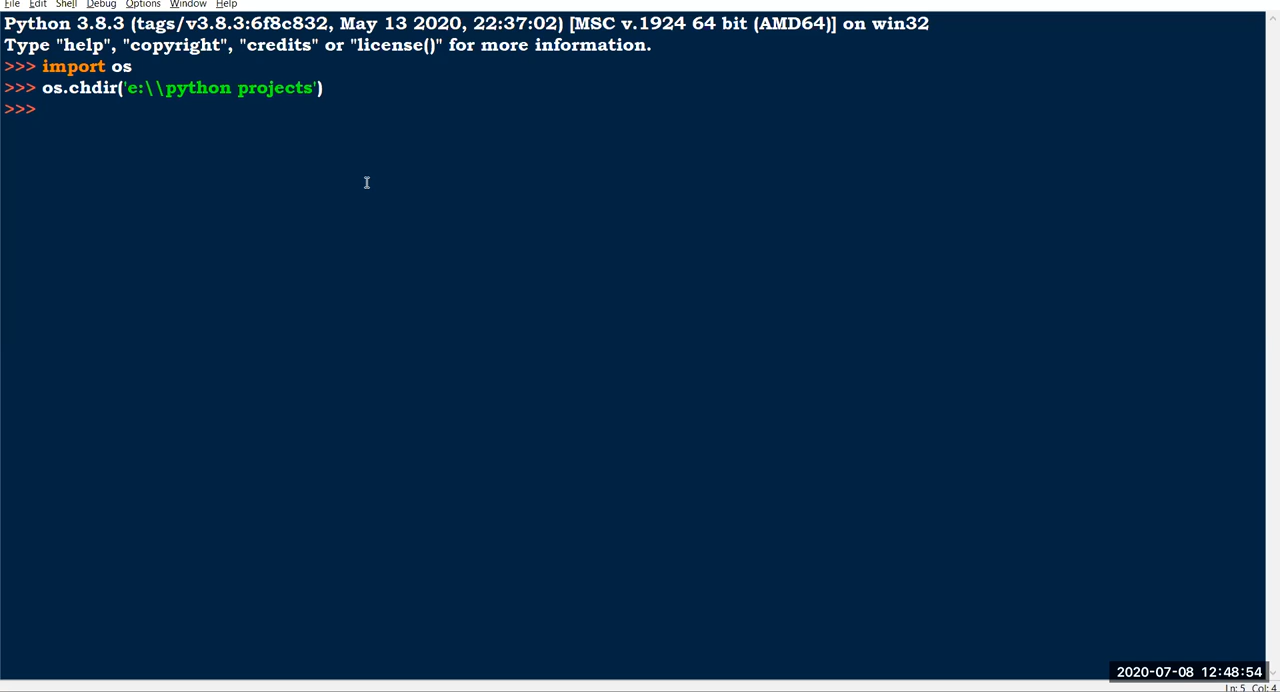 File Edit Shell Debug Options Window Help
Python 3.8.3 (tags/v3.8.3:6f8c832, May 13 2020, 22:37:02) [MSC v.1924 64 bit (AMD64)] on win32
Type "help", "copyright", "credits" or "license()" for more information.
>>> import os
>>> os.chdir('e:\\python projects')
>>>
2020-07-08 12:48:54
Ln: 5 Col: 4